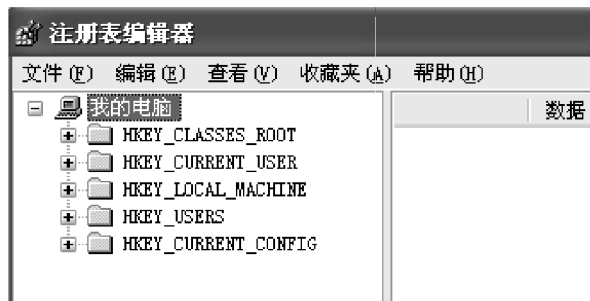 注册表编辑器
文件(F) 编辑(E) 查看(V) 收藏夹(A) 帮助(H)
我的电脑
数据
HKEY_CLASSES_ROOT
HKEY_CURRENT_USER
HKEY_LOCAL_MACHINE
HKEY_USERS
HKEY_CURRENT_CONFIG